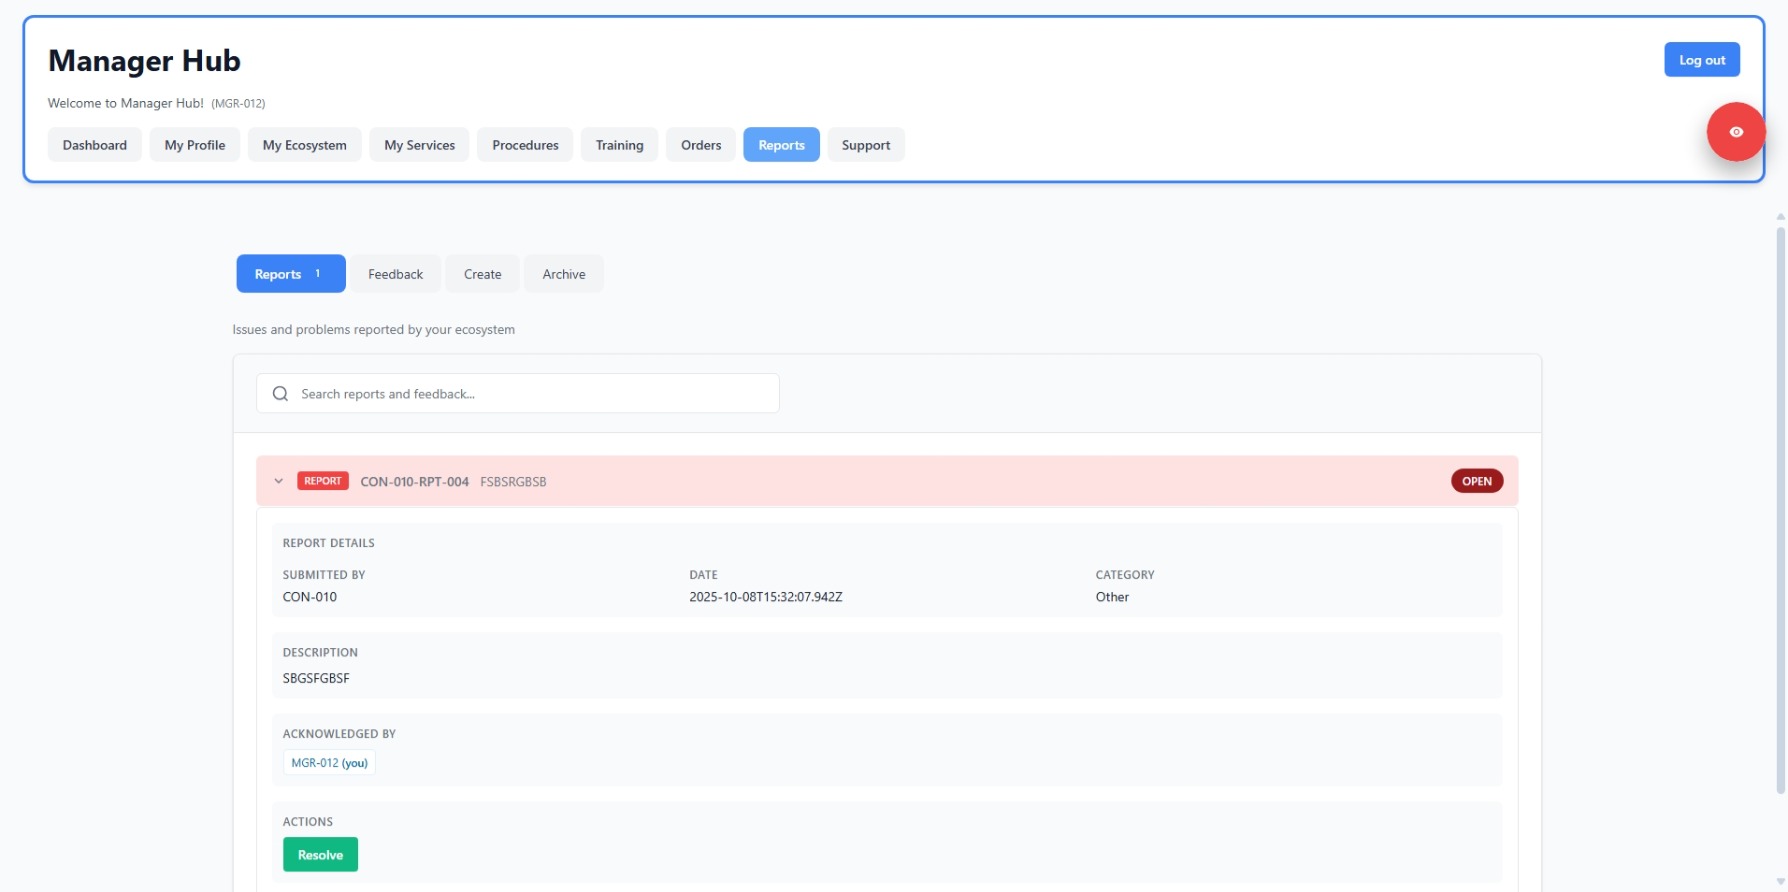 Manager Hub
Log out
Welcome to Manager Hub! (MGR-012)
Dashboard My Profile My Ecosystem My Services Procedures Training Orders Reports Support
Reports 1 Feedback Create Archive
Issues and problems reported by your ecosystem
Search reports and feedback...
REPORT CON-010-RPT-004 FSBSRGBSB OPEN
REPORT DETAILS
SUBMITTED BY DATE CATEGORY
CON-010 2025-10-08T15:32:07.942Z Other
DESCRIPTION
SBGSFGBSF
ACKNOWLEDGED BY
MGR-012 (you)
ACTIONS
Resolve